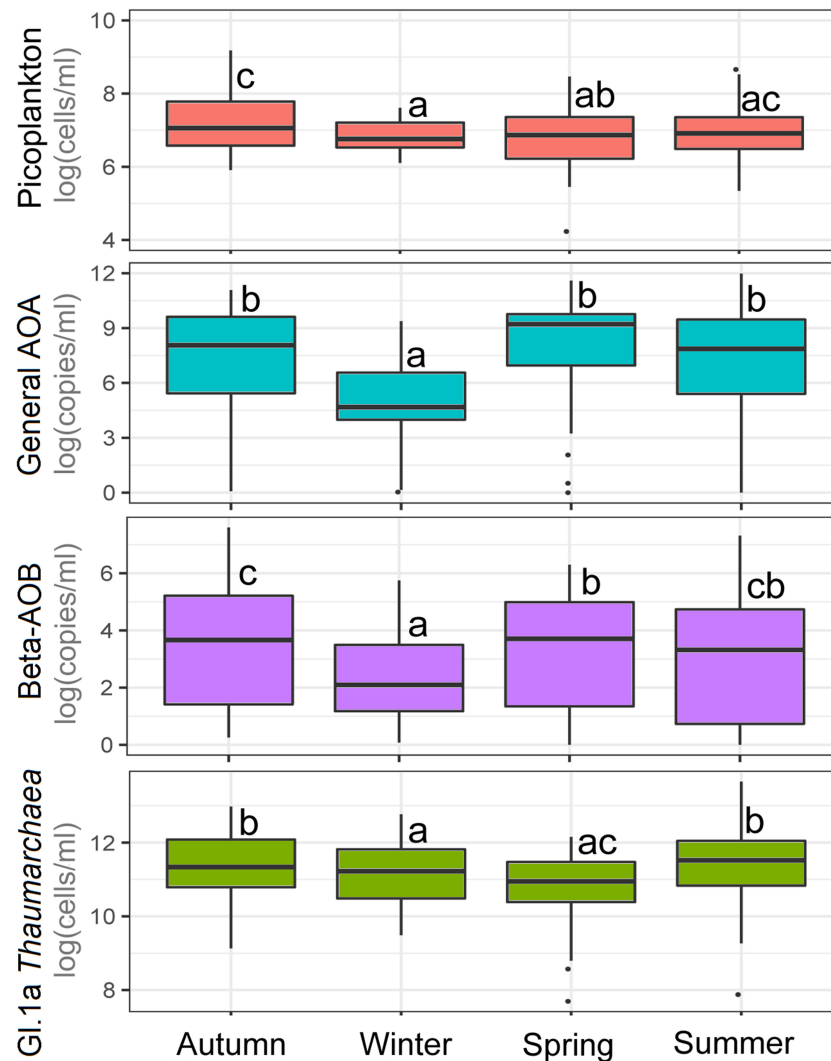 Picoplankton
log(cells/ml)
10
8
6
4
c
a
ab
ac
General AOA
log(copies/ml)
12
9
6
3
0
b
a
b
b
Beta-AOB
log(copies/ml)
6
4
2
0
c
a
b
cb
GI.1a Thaumarchaea
log(cells/ml)
12
10
8
b
a
ac
b
Autumn Winter Spring Summer